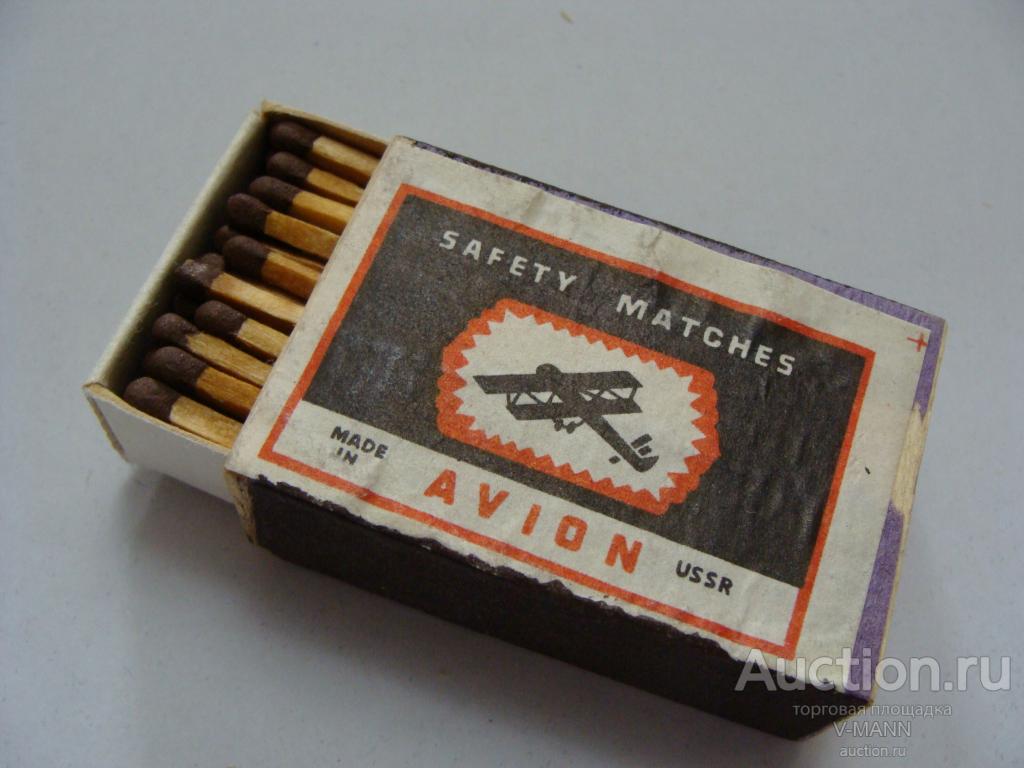 SAFETY MATCHES
MADE
IN
AVION
USSR
Auction.ru
торговая площадка
V-MANN
auction.ru